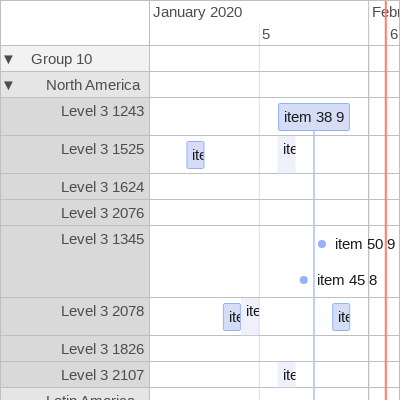 January 2020
Febr
5
6
▼ Group 10
▼ North America
Level 3 1243
item 38 9
Level 3 1525
ite
ite
Level 3 1624
Level 3 2076
Level 3 1345
item 50 9
item 45 8
Level 3 2078
ite
ite
ite
Level 3 1826
Level 3 2107
ite
Latin America